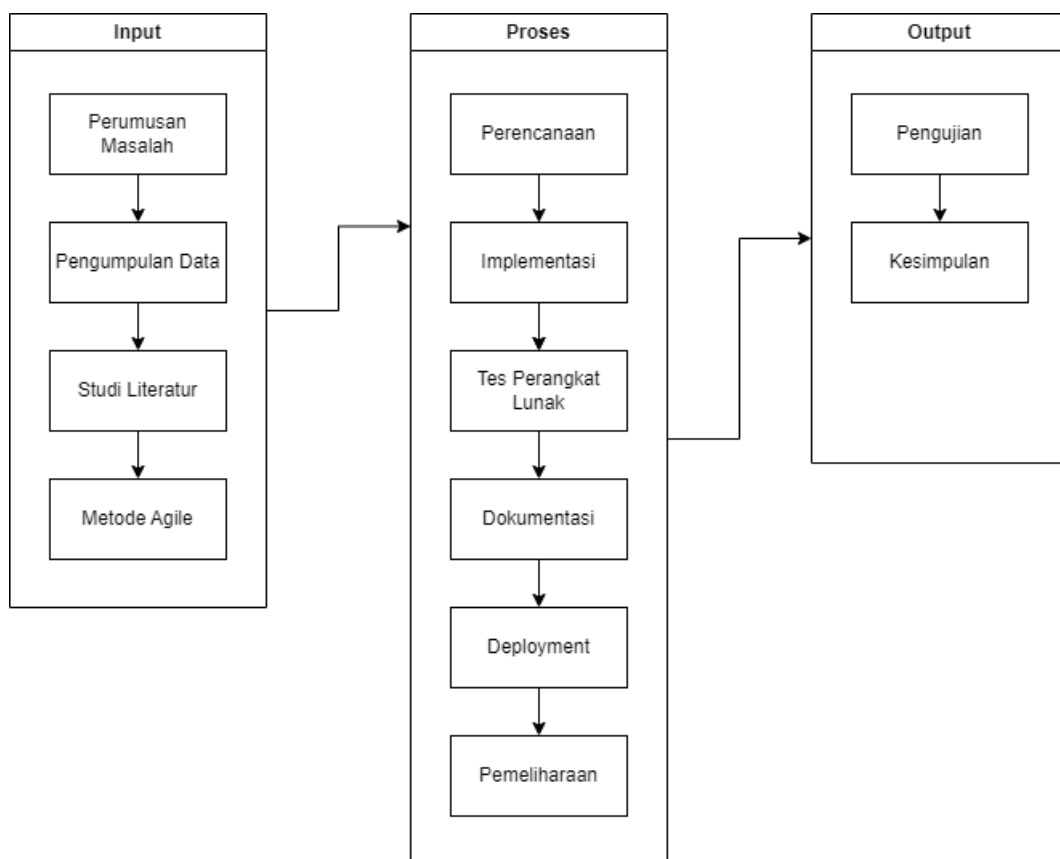 Input
Perumusan
Masalah
Pengumpulan Data
Studi Literatur
Metode Agile
Proses
Perencanaan
Implementasi
Tes Perangkat
Lunak
Dokumentasi
Deployment
Pemeliharaan
Output
Pengujian
Kesimpulan